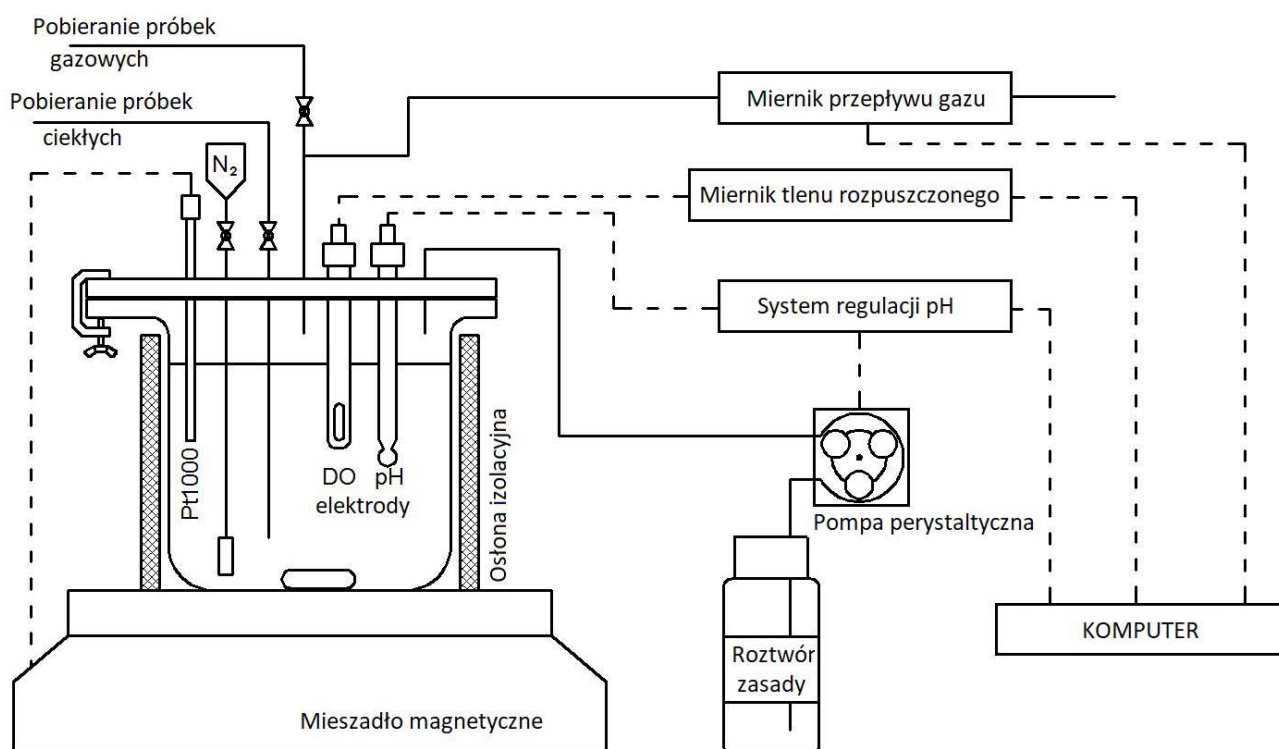 Pobieranie próbek
gazowych
Pobieranie próbek
ciekłych
N₂
Miernik przepływu gazu
Miernik tlenu rozpuszczonego
System regulacji pH
Pt1000
DO pH
elektrody
Osłona izolacyjna
Pompa perystaltyczna
Roztwór
zasady
KOMPUTER
Mieszadło magnetyczne